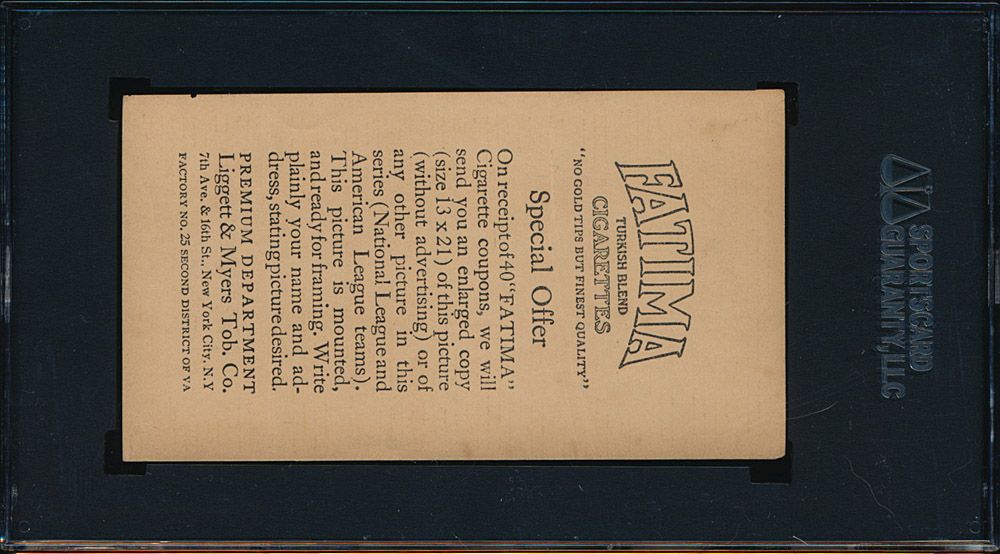 FATIMA
TURKISH BLEND
CIGARETTES
"NO GOLD TIPS BUT FINEST QUALITY"
Special Offer
On receipt of 40 "FATIMA"
Cigarette coupons, we will
send you an enlarged copy
(size 13 x 21) of this picture
(without advertising) or of
any other picture in this
series (National League and
American League teams).
This picture is mounted,
and ready for framing. Write
plainly your name and ad-
dress, stating picture desired.
PREMIUM DEPARTMENT
Liggett & Myers Tob. Co.
7th Ave. & 16th St., New York City, N.Y
FACTORY NO. 25 SECOND DISTRICT OF VA
SPORTSCARD
GUARANTY, LLC